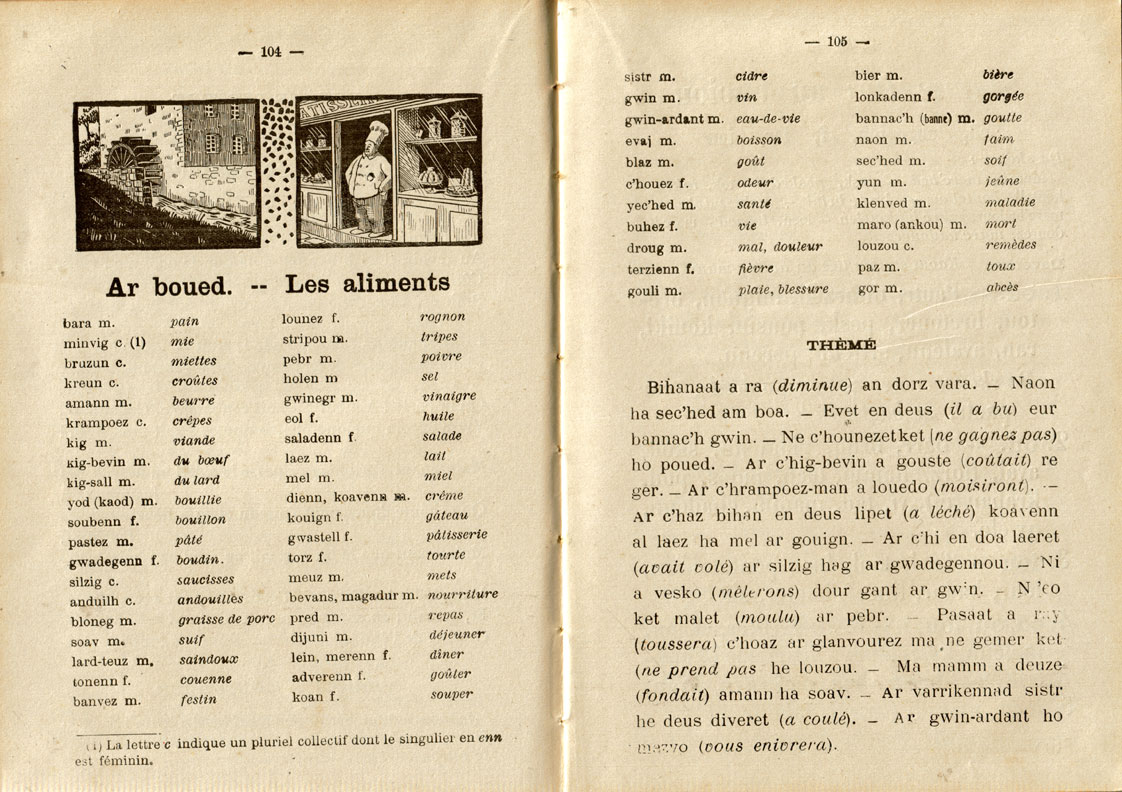 — 104 —
PATISSERIE
Ar boued. -- Les aliments
bara m. pain lounez f. rognon
minvig c (1) mie stripou m. tripes
bruzun c. miettes pebr m. poivre
kreun c. croûtes holen m sel
amann m. beurre gwinegr m. vinaigre
krampoez c. crêpes eol f. huile
kig m. viande saladenn f. salade
kig-bevin m. du bœuf laez m. lait
kig-sall m. du lard mel m. miel
yod (kaod) m. bouillie dienn, koavenn m. crême
soubenn f. bouillon kouign f. gâteau
pastez m. pâté gwastell f. pâtisserie
gwadegenn f. boudin. torz f. tourte
silzig c. saucisses meuz m. mets
anduilh c. andouilles bevans, magadur m. nourriture
bloneg m. graisse de porc pred m. repas
soav m. suif dijuni m. déjeuner
lard-teuz m. saindoux lein, merenn f. dîner
tonenn f. couenne adverenn f. goûter
banvez m. festin koan f. souper
(1) La lettre c indique un pluriel collectif dont le singulier en enn
est féminin.
— 105 —
sistr m. cidre bier m. bière
gwin m. vin lonkadenn f. gorgée
gwin-ardant m. eau-de-vie bannac'h (banne) m. goutte
evaj m. boisson naon m. faim
blaz m. goût sec'hed m. soif
c'houez f. odeur yun m. jeûne
yec'hed m. santé klenved m. maladie
buhez f. vie maro (ankou) m. mort
droug m. mal, douleur louzou c. remèdes
terzienn f. fièvre paz m. toux
gouli m. plaie, blessure gor m. abcès
THÈME
Bihanaat a ra (diminue) an dorz vara. — Naon
ha sec'hed am boa. — Evet en deus (il a bu) eur
bannac'h gwin. — Ne c'hounezetket (ne gagnez pas)
ho poued. — Ar c'hig-bevin a gouste (coûtait) re
ger. — Ar c'hrampoez-man a louedo (moisiront). —
Ar c'haz bihan en deus lipet (a léché) koavenn
al laez ha mel ar gouign. — Ar c'hi en doa laeret
(avait volé) ar silzig hag ar gwadegennou. — Ni
a vesko (mêlerons) dour gant ar gwin. — N'eo
ket malet (moulu) ar pebr. — Pasaat a
(toussera) c'hoaz ar glanvourez ma ne gemer ket
(ne prend pas he louzou. — Ma mamm a deuze
(fondait) amann ha soav. — Ar varrikennad sistr
he deus diveret (a coulé). — Ar gwin-ardant ho
mezvo (vous enivrera).